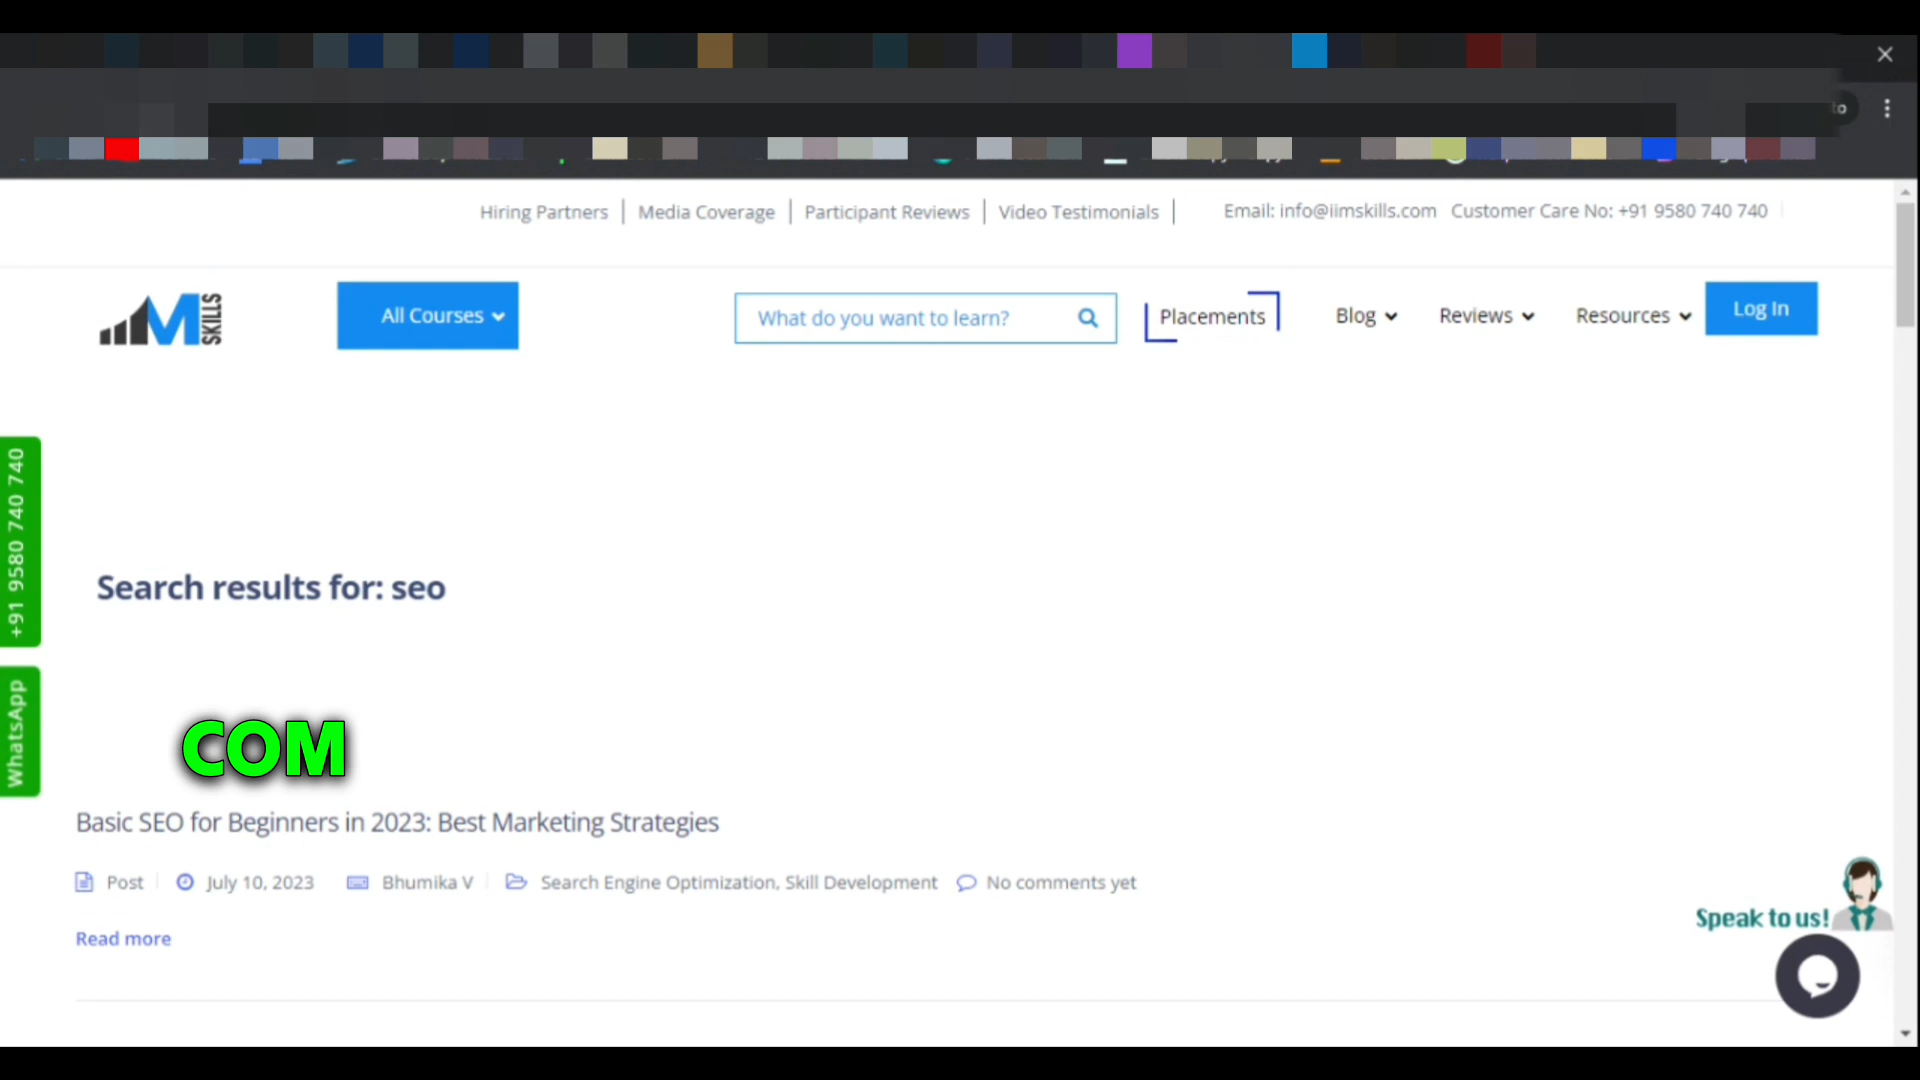 to
Hiring Partners
Media Coverage
Participant Reviews
Video Testimonials
Email: info@iimskills.com
Customer Care No: +91 9580 740 740
IIM SKILLS
All Courses
What do you want to learn?
Placements
Blog
Reviews
Resources
Log In
+91 9580 740 740
WhatsApp
Search results for: seo
COM
Basic SEO for Beginners in 2023: Best Marketing Strategies
Post
July 10, 2023
Bhumika V
Search Engine Optimization, Skill Development
No comments yet
Read more
Speak to us!